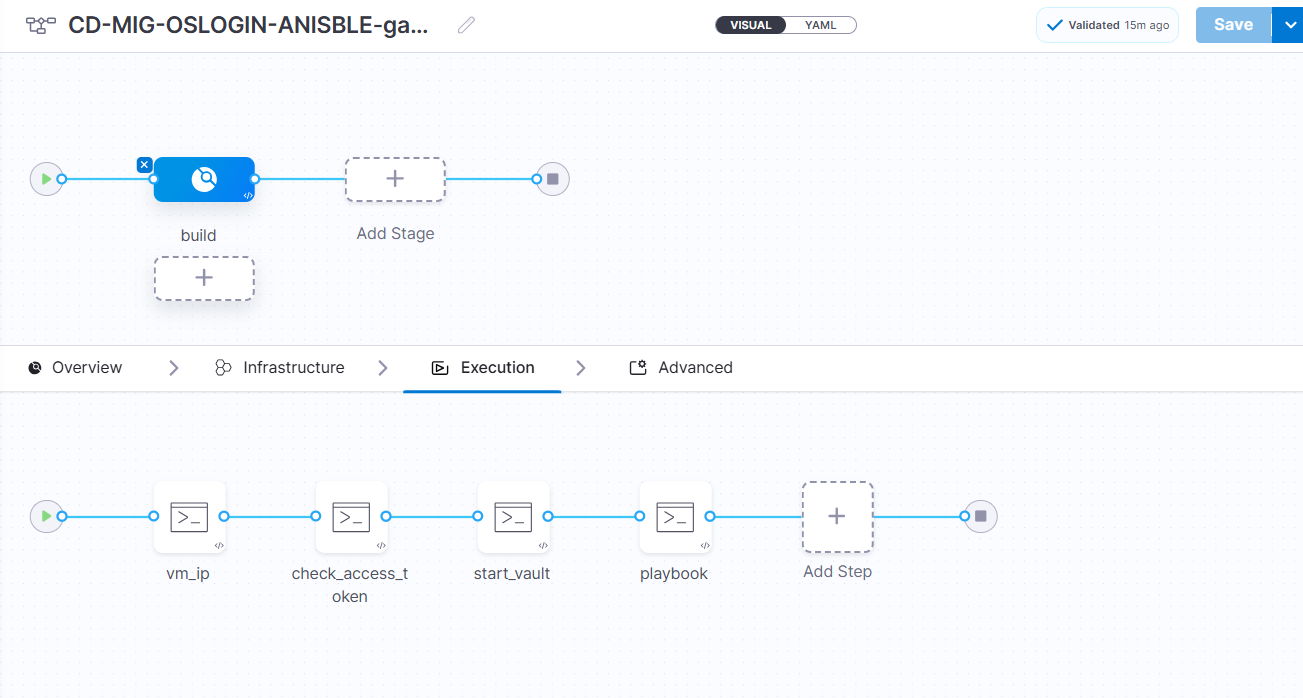 CD-MIG-OSLOGIN-ANISBLE-ga...
VISUAL
YAML
Validated 15m ago
Save
build
Add Stage
Overview
Infrastructure
Execution
Advanced
vm_ip
check_access_t
oken
start_vault
playbook
Add Step